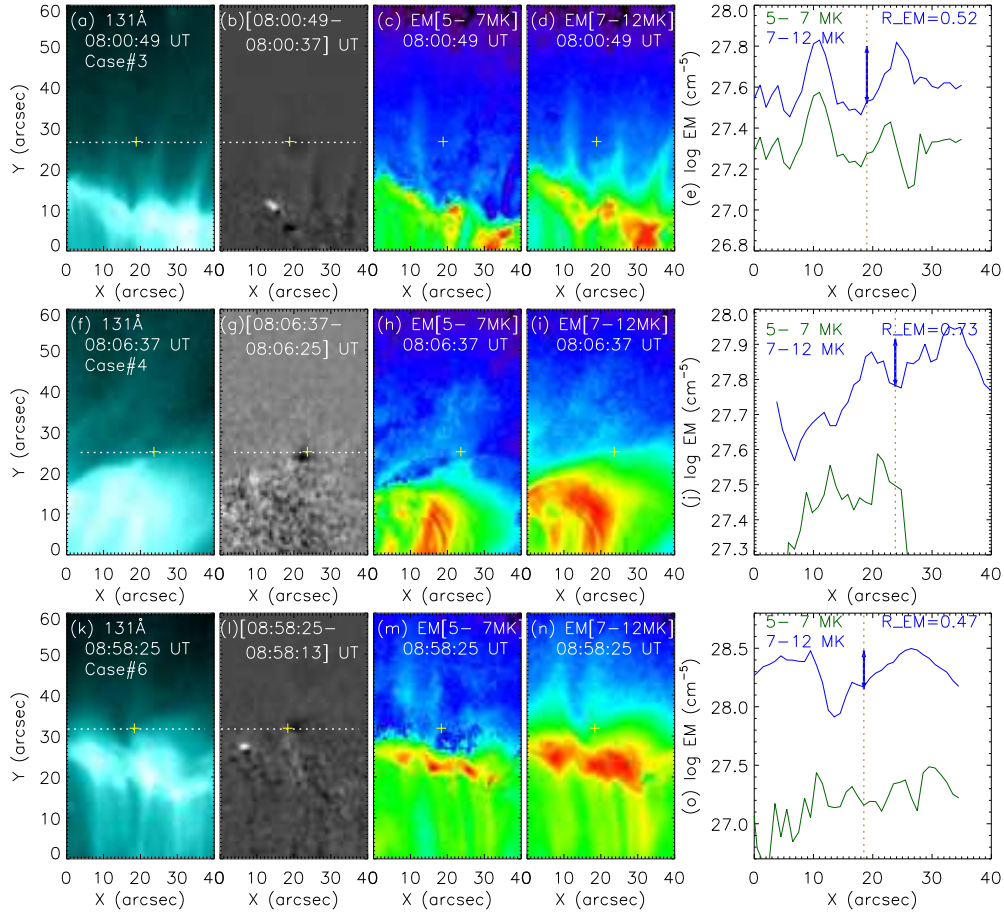 (a) 131Å
08:00:49 UT
Case#3
(b)[08:00:49−
08:00:37] UT
(c) EM[5− 7MK]
08:00:49 UT
(d) EM[7−12MK]
08:00:49 UT
5− 7 MK
7−12 MK
R_EM=0.52
Y (arcsec)
60
50
40
30
20
10
0
0 10 20 30 40
X (arcsec)
0 10 20 30 40
X (arcsec)
0 10 20 30 40
X (arcsec)
0 10 20 30 40
X (arcsec)
(e) log EM (cm⁻⁵)
28.0
27.8
27.6
27.4
27.2
27.0
26.8
0 10 20 30 40
X (arcsec)
(f) 131Å
08:06:37 UT
Case#4
(g)[08:06:37−
08:06:25] UT
(h) EM[5− 7MK]
08:06:37 UT
(i) EM[7−12MK]
08:06:37 UT
5− 7 MK
7−12 MK
R_EM=0.73
Y (arcsec)
60
50
40
30
20
10
0
0 10 20 30 40
X (arcsec)
0 10 20 30 40
X (arcsec)
0 10 20 30 40
X (arcsec)
0 10 20 30 40
X (arcsec)
(j) log EM (cm⁻⁵)
28.0
27.9
27.8
27.7
27.6
27.5
27.4
27.3
0 10 20 30 40
X (arcsec)
(k) 131Å
08:58:25 UT
Case#6
(l)[08:58:25−
08:58:13] UT
(m) EM[5− 7MK]
08:58:25 UT
(n) EM[7−12MK]
08:58:25 UT
5− 7 MK
7−12 MK
R_EM=0.47
Y (arcsec)
60
50
40
30
20
10
0
0 10 20 30 40
X (arcsec)
0 10 20 30 40
X (arcsec)
0 10 20 30 40
X (arcsec)
0 10 20 30 40
X (arcsec)
(o) log EM (cm⁻⁵)
28.5
28.0
27.5
27.0
0 10 20 30 40
X (arcsec)